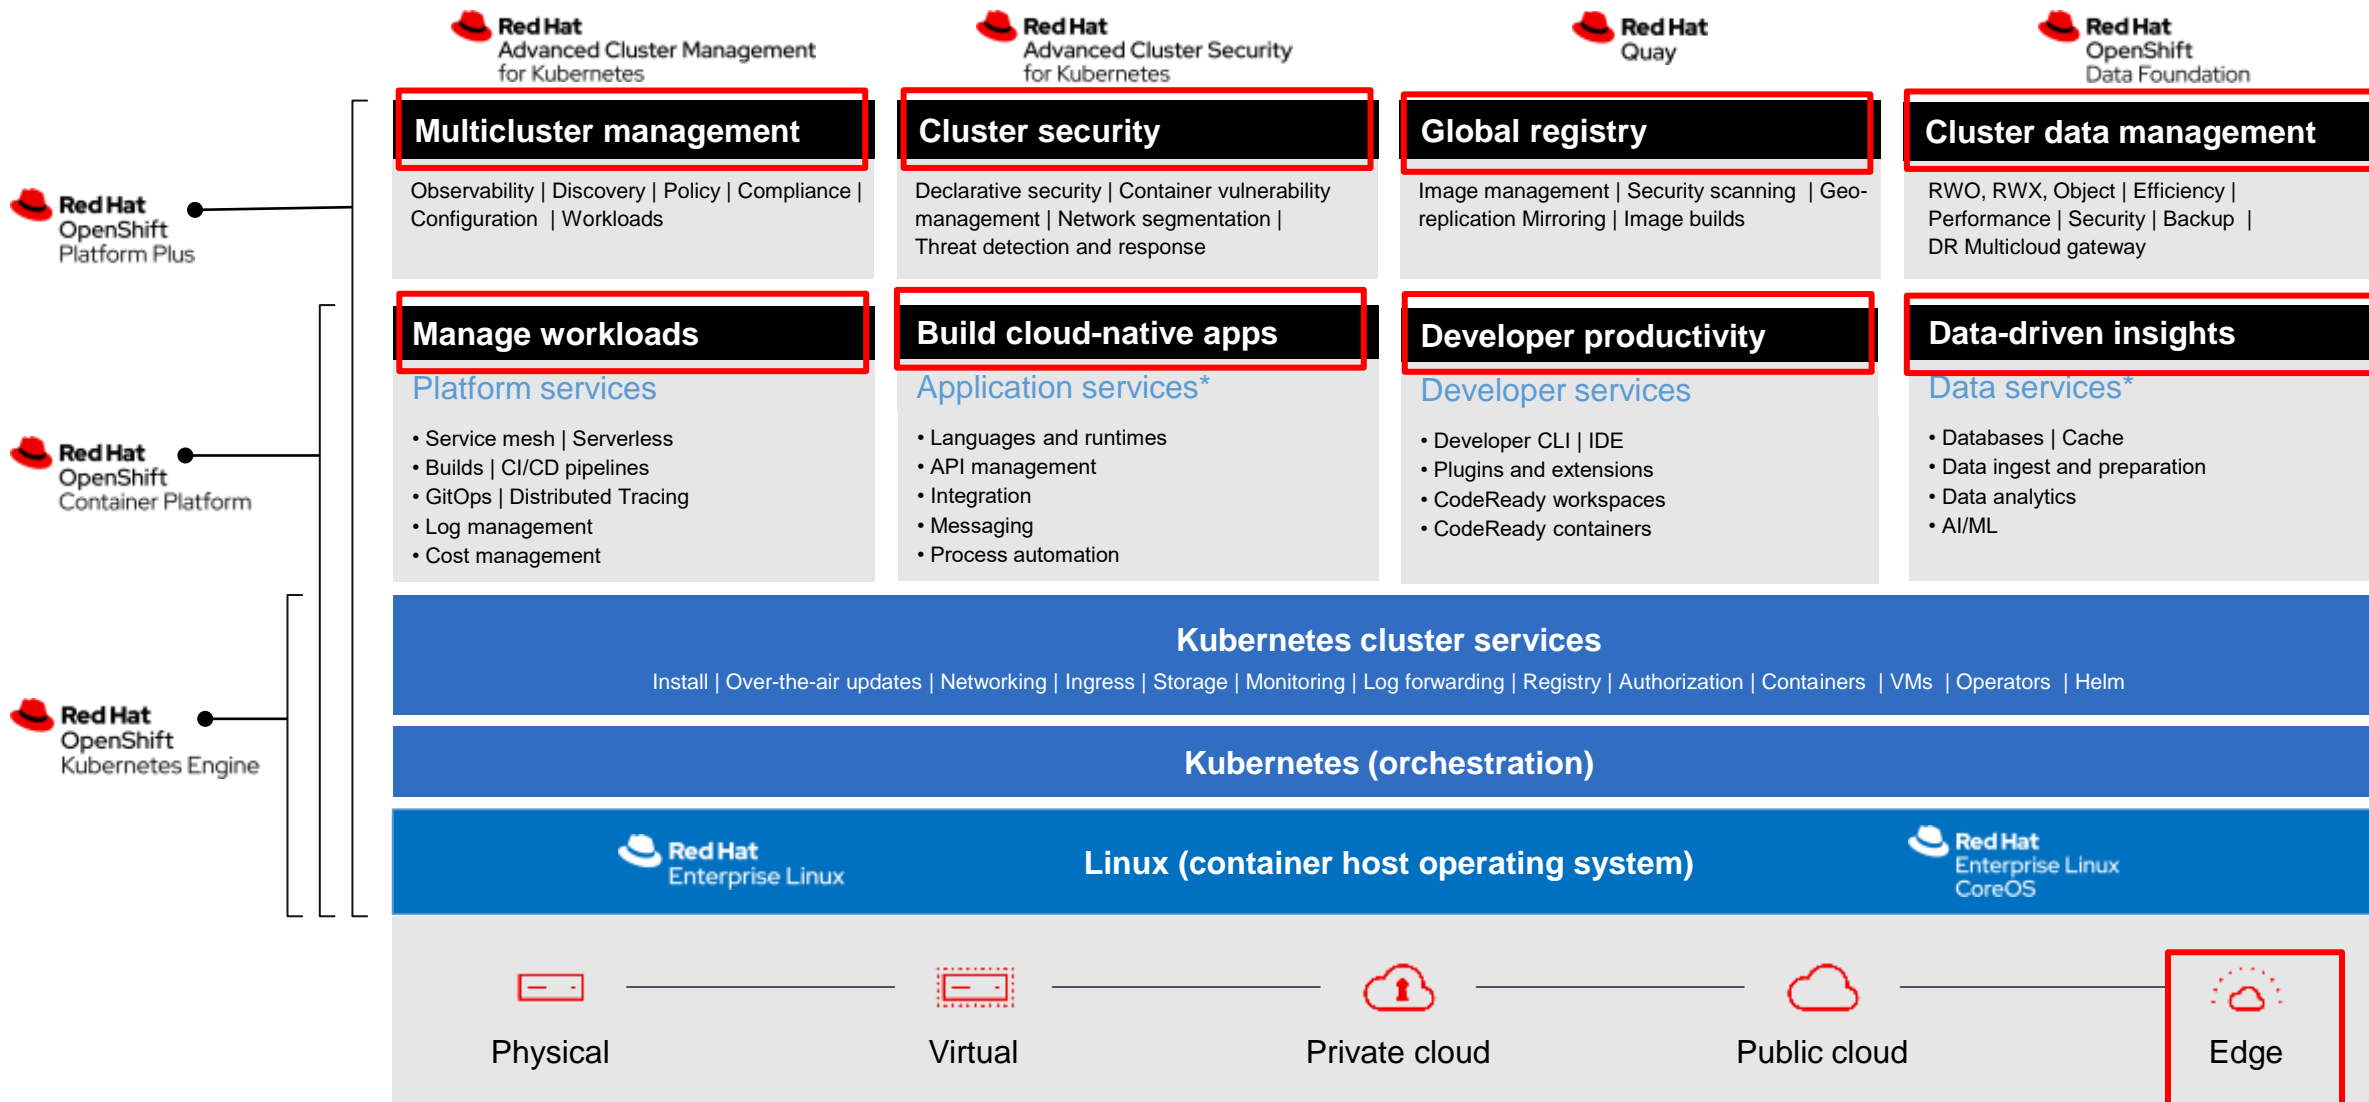 Red Hat
Advanced Cluster Management
for Kubernetes
Red Hat
Advanced Cluster Security
for Kubernetes
Red Hat
Quay
Red Hat
OpenShift
Data Foundation
Red Hat
OpenShift
Platform Plus
Multicluster management
Observability | Discovery | Policy | Compliance |
Configuration | Workloads
Cluster security
Declarative security | Container vulnerability
management | Network segmentation |
Threat detection and response
Global registry
Image management | Security scanning | Geo-
replication Mirroring | Image builds
Cluster data management
RWO, RWX, Object | Efficiency |
Performance | Security | Backup |
DR Multicloud gateway
Red Hat
OpenShift
Container Platform
Manage workloads
Platform services
• Service mesh | Serverless
• Builds | CI/CD pipelines
• GitOps | Distributed Tracing
• Log management
• Cost management
Build cloud-native apps
Application services*
• Languages and runtimes
• API management
• Integration
• Messaging
• Process automation
Developer productivity
Developer services
• Developer CLI | IDE
• Plugins and extensions
• CodeReady workspaces
• CodeReady containers
Data-driven insights
Data services*
• Databases | Cache
• Data ingest and preparation
• Data analytics
• AI/ML
Red Hat
OpenShift
Kubernetes Engine
Kubernetes cluster services
Install | Over-the-air updates | Networking | Ingress | Storage | Monitoring | Log forwarding | Registry | Authorization | Containers | VMs | Operators | Helm
Kubernetes (orchestration)
Red Hat
Enterprise Linux
Linux (container host operating system)
Red Hat
Enterprise Linux
CoreOS
Physical
Virtual
Private cloud
Public cloud
Edge